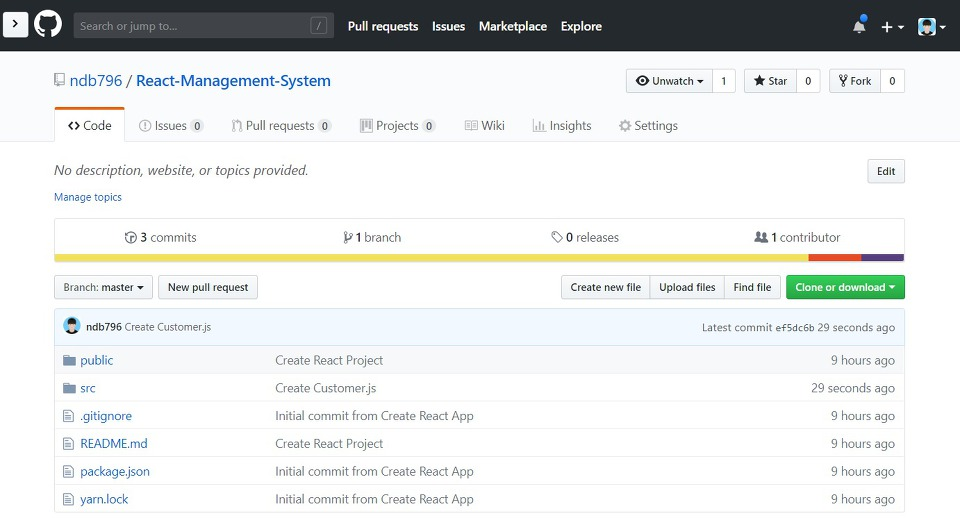 Search or jump to... / Pull requests Issues Marketplace Explore
ndb796 / React-Management-System Unwatch 1 Star 0 Fork 0
Code Issues 0 Pull requests 0 Projects 0 Wiki Insights Settings
No description, website, or topics provided. Edit
Manage topics
3 commits 1 branch 0 releases 1 contributor
Branch: master New pull request Create new file Upload files Find file Clone or download
ndb796 Create Customer.js Latest commit ef5dc6b 29 seconds ago
public Create React Project 9 hours ago
src Create Customer.js 29 seconds ago
.gitignore Initial commit from Create React App 9 hours ago
README.md Create React Project 9 hours ago
package.json Initial commit from Create React App 9 hours ago
yarn.lock Initial commit from Create React App 9 hours ago